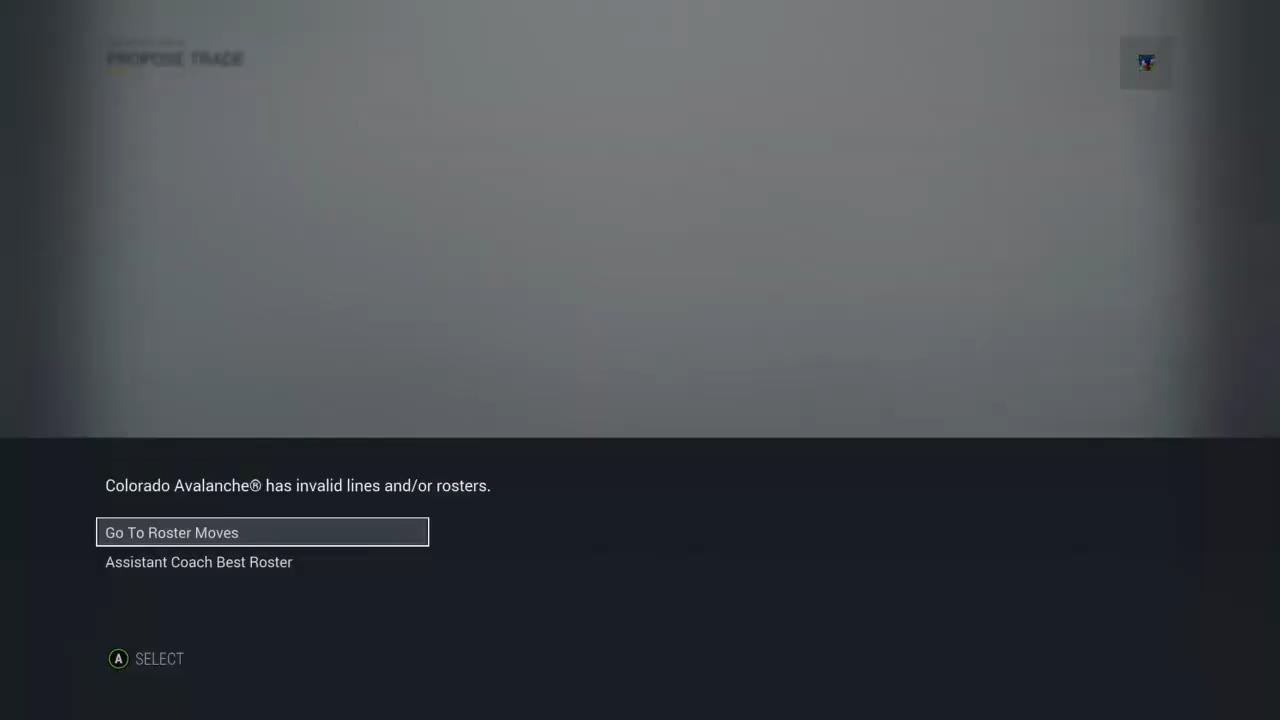 PROPOSE TRADE
Colorado Avalanche® has invalid lines and/or rosters.
Go To Roster Moves
Assistant Coach Best Roster
A SELECT